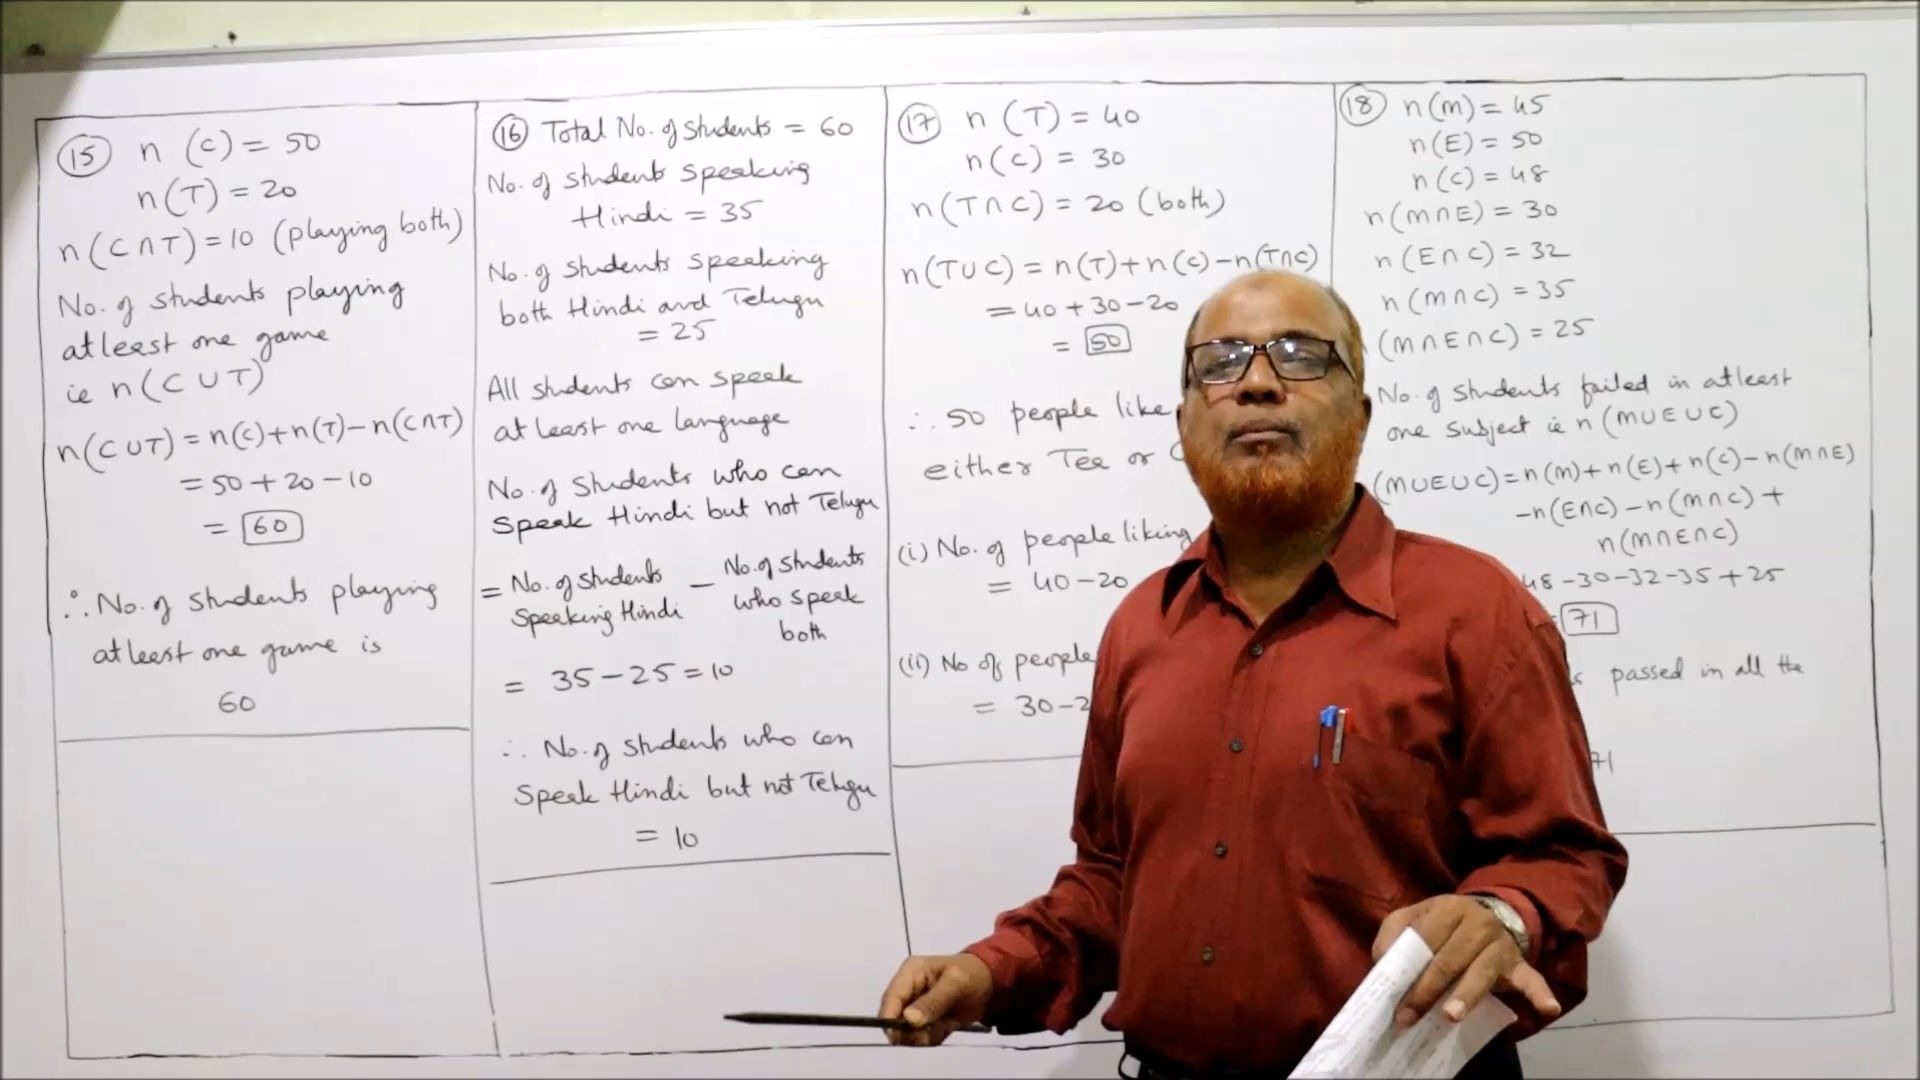 15 n (C) = 50
n(T) = 20
n(C∩T) = 10 (playing both)
No. of students playing
atleest one game
ie n(C∪T)
n(C∪T) = n(C)+n(T)-n(C∩T)
= 50 + 20 - 10
= 60
∴ No. of students playing
atleest one game is
60
16 Total No. of students = 60
No. of students speaking
Hindi = 35
No. of students speaking
both Hindi and Telugu
= 25
All students can speak
at least one language
No. of students who can
speak Hindi but not Telugu
= No. of students speaking Hindi - No. of students who speak both
= 35 - 25 = 10
∴ No. of students who can
speak Hindi but not Telugu
= 10
17 n (T) = 40
n(C) = 30
n(T∩C) = 20 (both)
n(T∪C) = n(T)+n(C)-n(T∩C)
= 40 + 30 - 20
= 50
∴ 50 people like
either Tea or C
(i) No. of people liking
= 40 - 20
(ii) No of people
= 30 - 2
18 n(M) = 45
n(E) = 50
n(C) = 48
n(M∩E) = 30
n(E∩C) = 32
n(M∩C) = 35
(M∩E∩C) = 25
No. of students failed in atleast
one subject ie n(M∪E∪C)
(M∪E∪C) = n(M)+n(E)+n(C)-n(M∩E)
-n(E∩C) - n(M∩C) +
n(M∩E∩C)
48 - 30 - 32 - 35 + 25
= 71
passed in all the
71